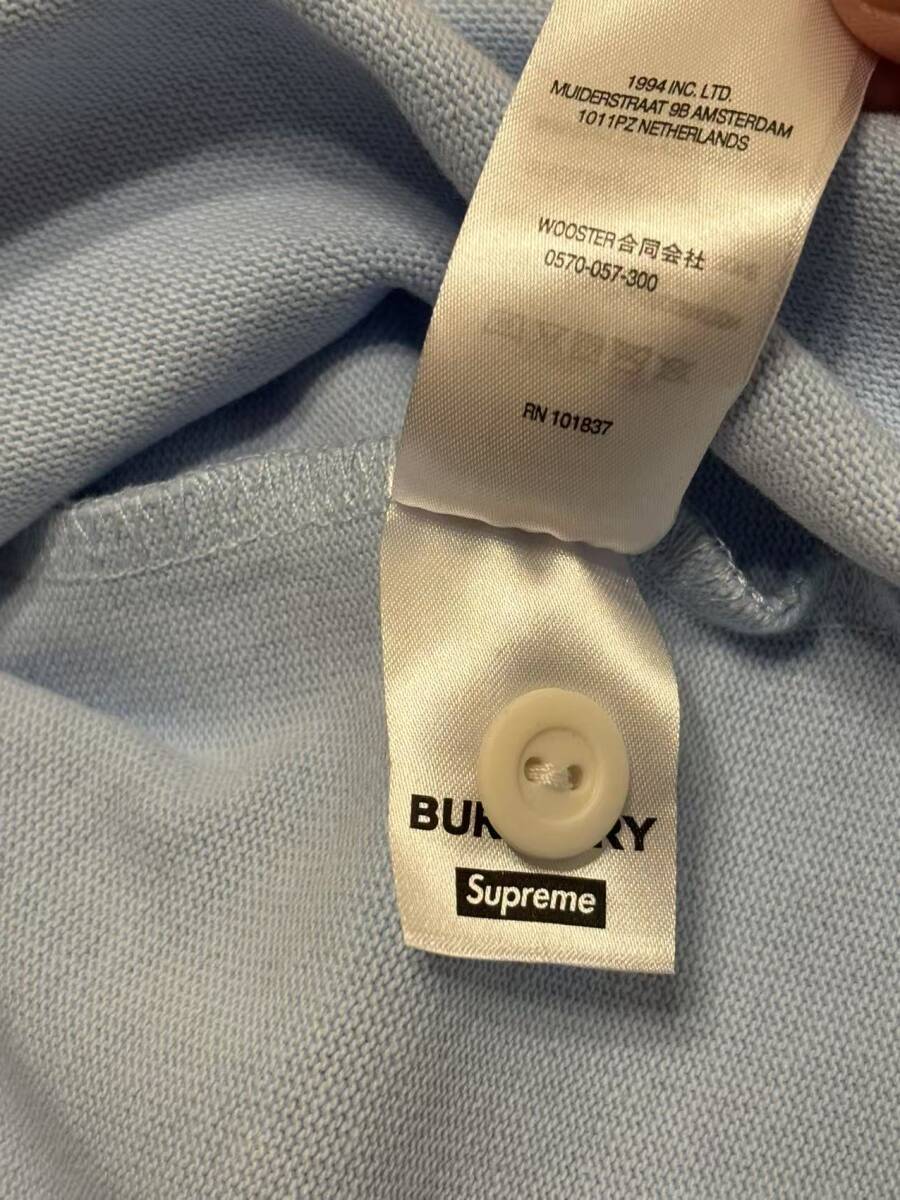 1994 INC. LTD.
MUIDERSTRAAT 9B AMSTERDAM
1011PZ NETHERLANDS
WOOSTER合同会社
0570-057-300
RN 101837
Supreme